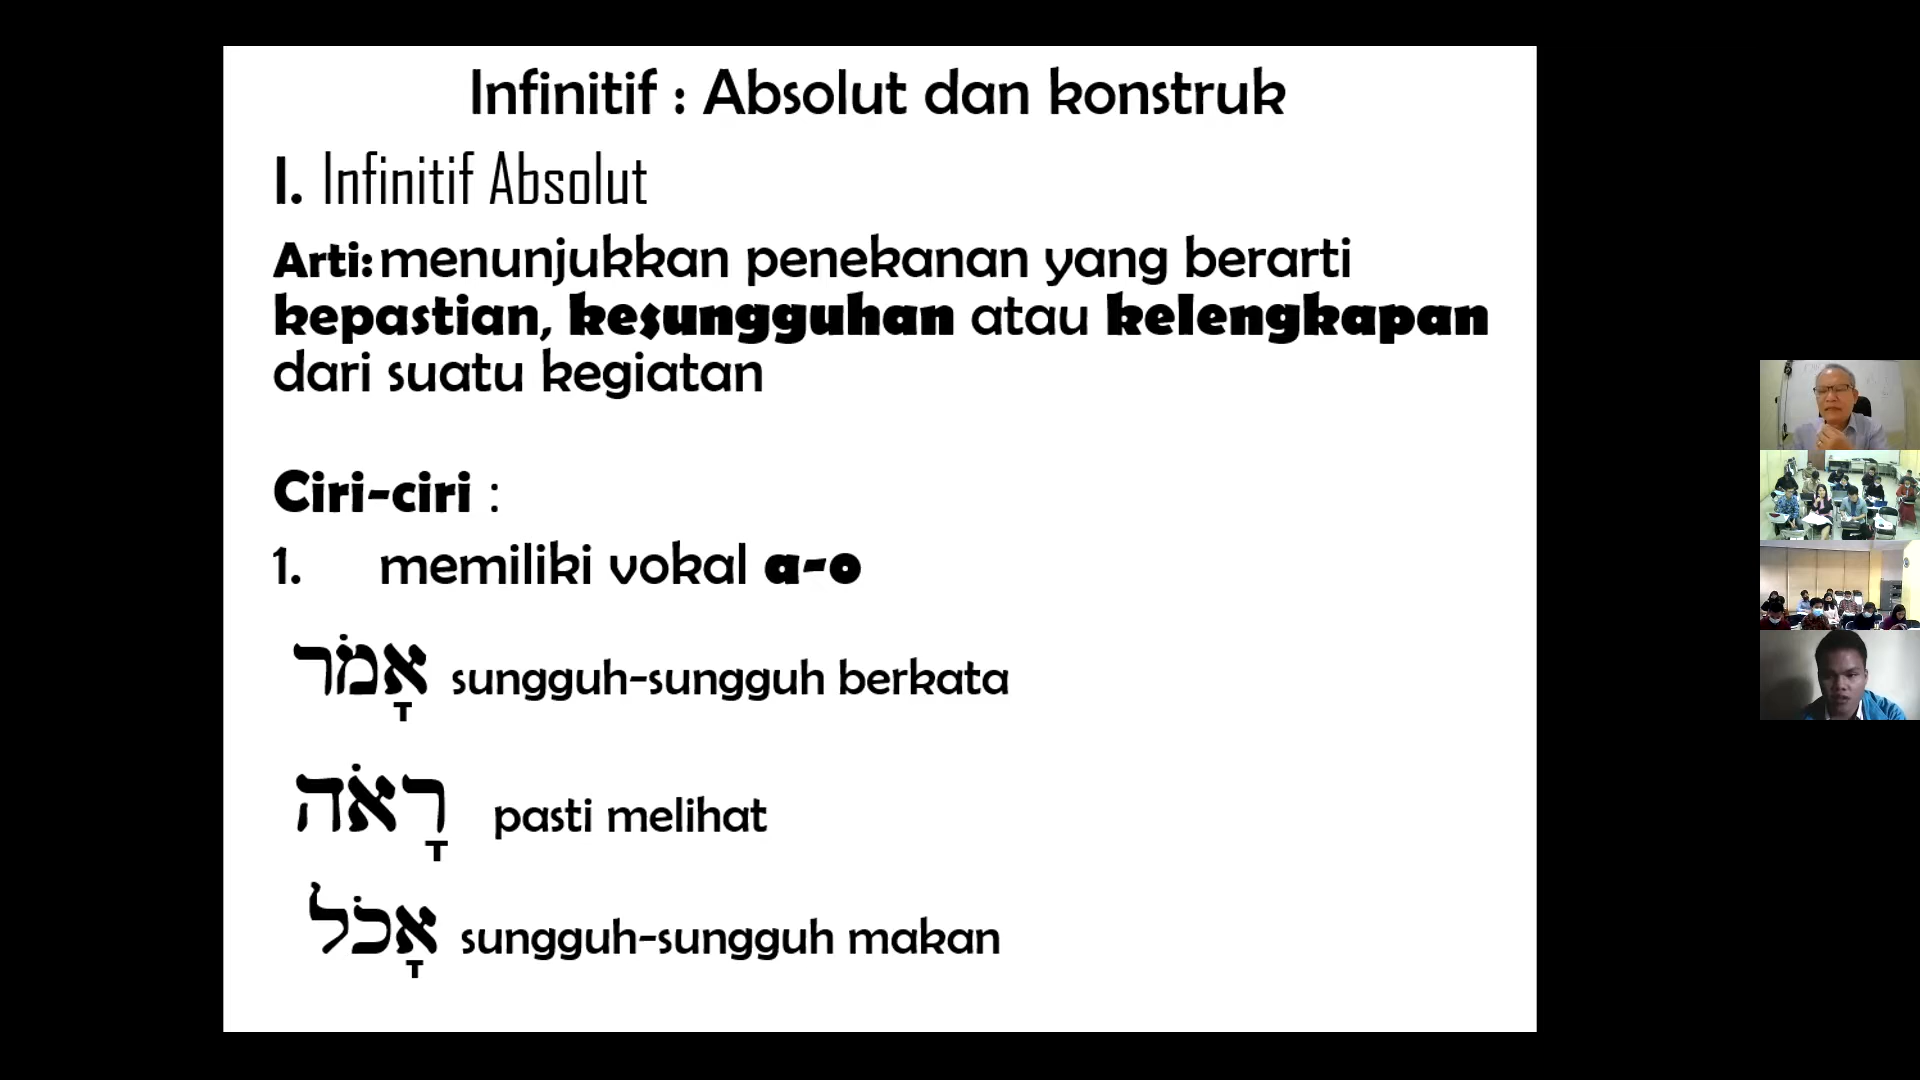 Infinitif : Absolut dan konstruk
I. Infinitif Absolut
Arti: menunjukkan penekanan yang berarti
kepastian, kesungguhan atau kelengkapan
dari suatu kegiatan
Ciri-ciri :
1. memiliki vokal a-o
אָמֹר sungguh-sungguh berkata
רָאֹה pasti melihat
אָכֹל sungguh-sungguh makan